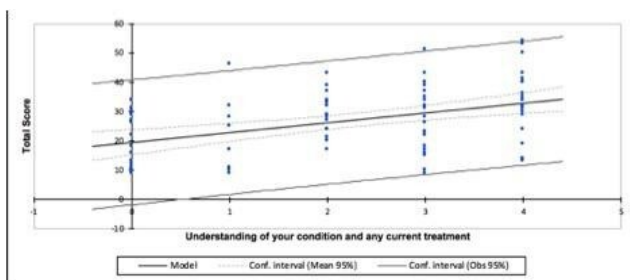 60
50
40
30
20
10
0
-10
-1 0 1 2 3 4 5
Total Score
Understanding of your condition and any current treatment
Model Conf. interval (Mean 95%) Conf. interval (Obs 95%)